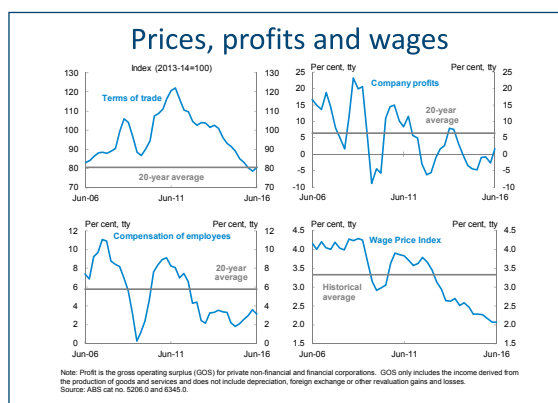 Prices, profits and wages
Index (2013-14=100)
130 130
120 120
110 110
100 100
90 90
80 80
70 70
Terms of trade
20-year average
Jun-06 Jun-11 Jun-16
Per cent, tty Per cent, tty
25 25
20 20
15 15
10 10
5 5
0 0
-5 -5
-10 -10
Company profits
20-year
average
Jun-06 Jun-11 Jun-16
Per cent, tty Per cent, tty
12 12
10 10
8 8
6 6
4 4
2 2
0 0
Compensation of employees
20-year
average
Jun-06 Jun-11 Jun-16
Per cent, tty Per cent, tty
4.5 4.5
4.0 4.0
3.5 3.5
3.0 3.0
2.5 2.5
2.0 2.0
1.5 1.5
Wage Price Index
Historical
average
Jun-06 Jun-11 Jun-16
Note: Profit is the gross operating surplus (GOS) for private non-financial and financial corporations. GOS only includes the income derived from
the production of goods and services and does not include depreciation, foreign exchange or other revaluation gains and losses.
Source: ABS cat no. 5206.0 and 6345.0.